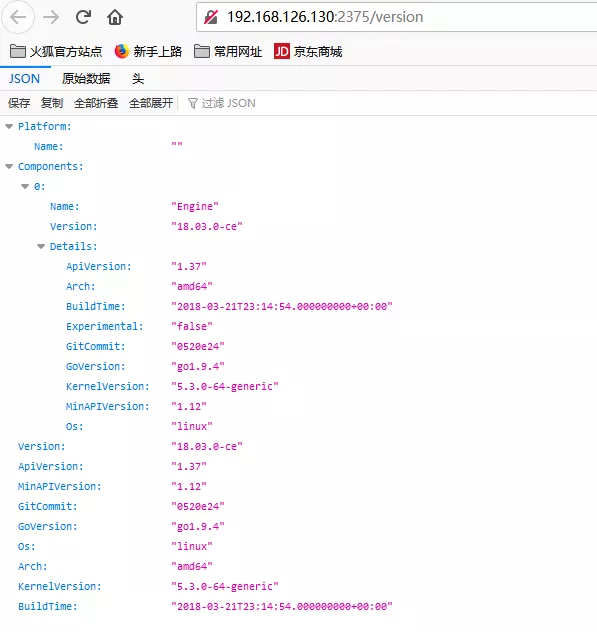 192.168.126.130:2375/version
火狐官方站点 新手上路 常用网址 JD 京东商城
JSON 原始数据 头
保存 复制 全部折叠 全部展开 过滤 JSON
Platform:
Name: ""
Components:
0:
Name: "Engine"
Version: "18.03.0-ce"
Details:
ApiVersion: "1.37"
Arch: "amd64"
BuildTime: "2018-03-21T23:14:54.000000000+00:00"
Experimental: "false"
GitCommit: "0520e24"
GoVersion: "go1.9.4"
KernelVersion: "5.3.0-64-generic"
MinAPIVersion: "1.12"
Os: "linux"
Version: "18.03.0-ce"
ApiVersion: "1.37"
MinAPIVersion: "1.12"
GitCommit: "0520e24"
GoVersion: "go1.9.4"
Os: "linux"
Arch: "amd64"
KernelVersion: "5.3.0-64-generic"
BuildTime: "2018-03-21T23:14:54.000000000+00:00"